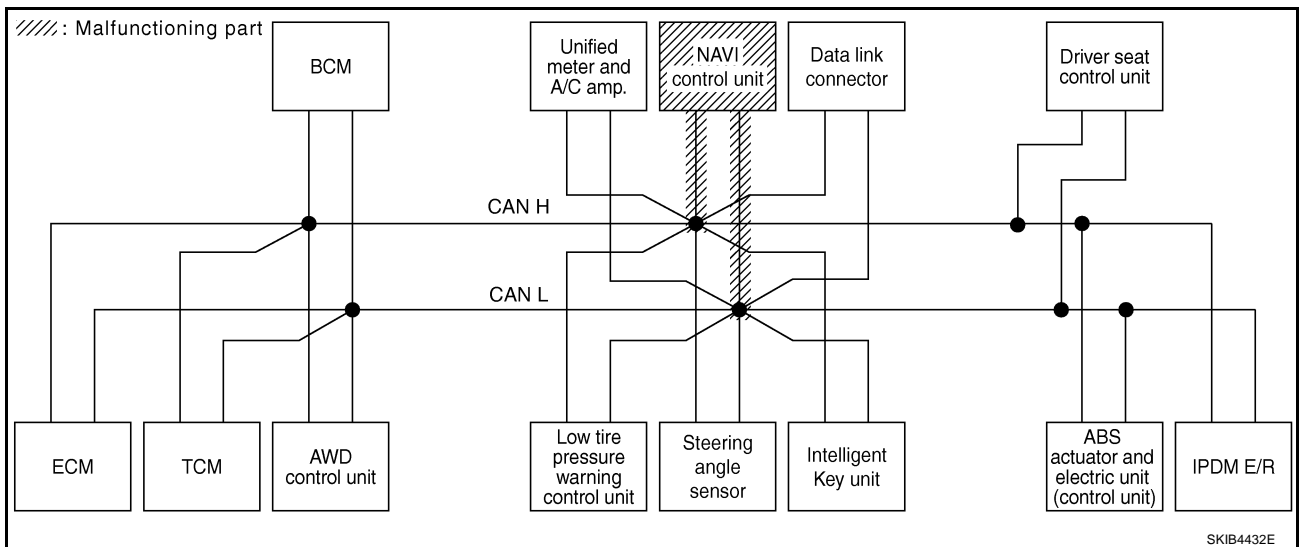 : Malfunctioning part
BCM
Unified
meter and
A/C amp.
NAVI
control unit
Data link
connector
Driver seat
control unit
CAN H
CAN L
ECM
TCM
AWD
control unit
Low tire
pressure
warning
control unit
Steering
angle
sensor
Intelligent
Key unit
ABS
actuator and
electric unit
(control unit)
IPDM E/R
SKIB4432E